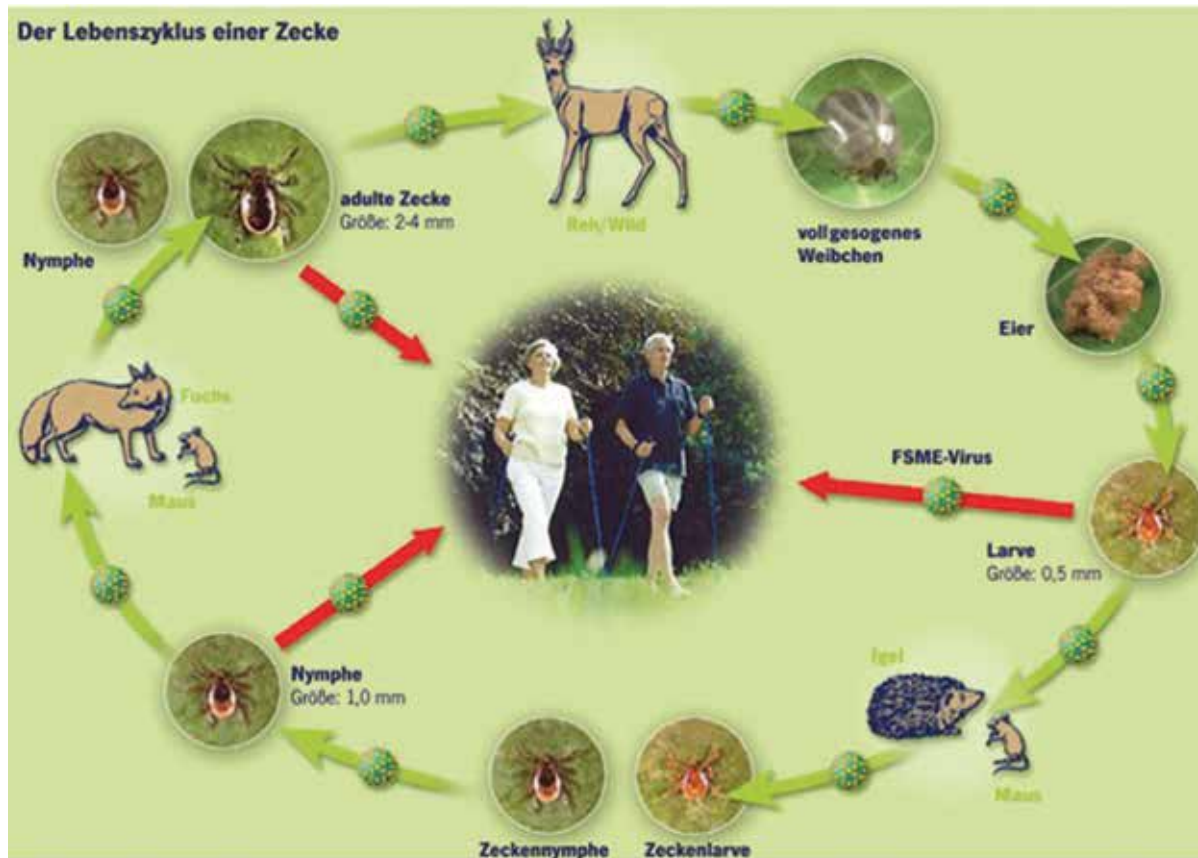 Der Lebenszyklus einer Zecke
Nymphe
adulte Zecke
Größe: 2-4 mm
Reh/Wild
vollgesogenes
Weibchen
Eier
Fuchs
Maus
FSME-Virus
Larve
Größe: 0,5 mm
Nymphe
Größe: 1,0 mm
Igel
Maus
Zeckennymphe
Zeckenlarve